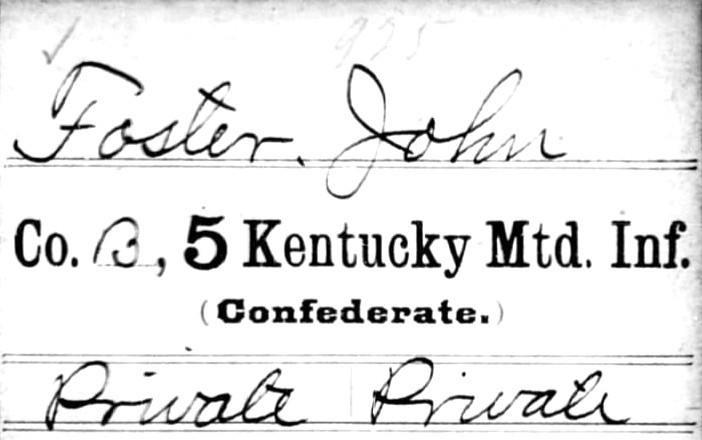 Foster, John
Co. B, 5 Kentucky Mtd. Inf.
(Confederate.)
Private Private